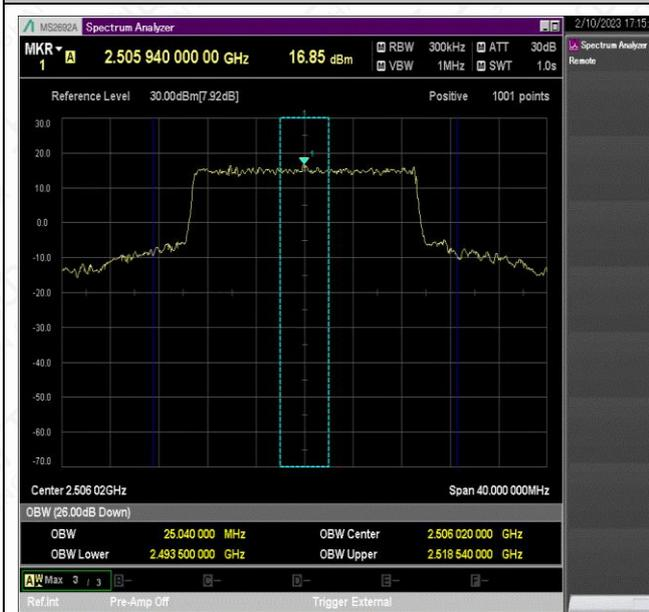 MS2692A Spectrum Analyzer 2/10/2023 17:15
MKR 1 A 2.505 940 000 00 GHz 16.85 dBm M RBW 300kHz M ATT 30dB
M VBW 1MHz M SWT 1.0s
Spectrum Analyzer
Remote
Reference Level 30.00dBm[7.92dB] Positive 1001 points
30.0
20.0
10.0
0.0
-10.0
-20.0
-30.0
-40.0
-50.0
-60.0
-70.0
1
Center 2.506 02GHz Span 40.000 000MHz
OBW (26.00dB Down)
OBW 25.040 000 MHz OBW Center 2.506 020 000 GHz
OBW Lower 2.493 500 000 GHz OBW Upper 2.518 540 000 GHz
A W Max 3 / 3 B- C- D- E- F-
Ref.Int Pre-Amp Off Trigger External